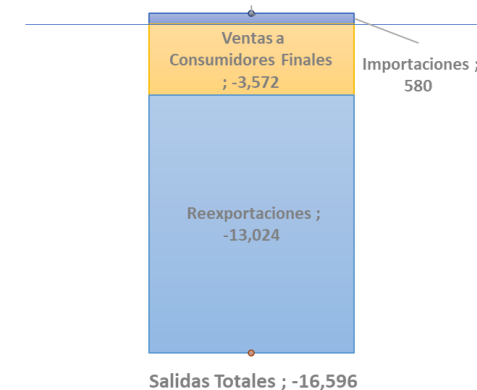 Ventas a
Consumidores Finales
; -3,572
Importaciones ;
580
Reexportaciones ;
-13,024
Salidas Totales ; -16,596